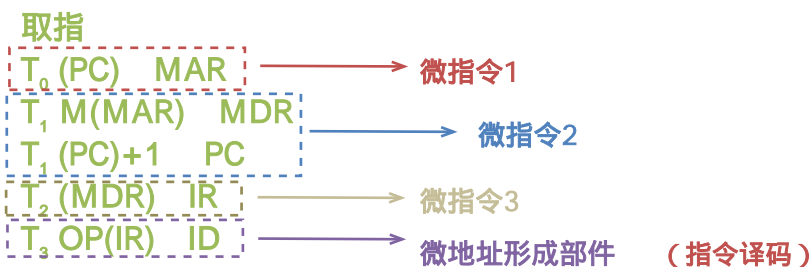 取指
T0 (PC) MAR 微指令1
T1 M(MAR) MDR
微指令2
T1 (PC)+1 PC
T2 (MDR) IR 微指令3
T3 OP(IR) ID 微地址形成部件 （指令译码）